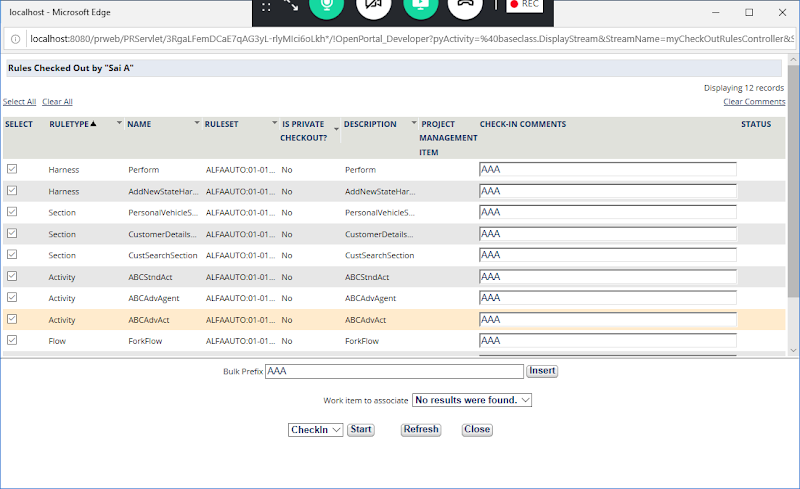 localhost - Microsoft Edge
REC
localhost:8080/prweb/PRServlet/3RgaLFemDCaE7qAG3yL-rlyMIci6oLkh*/!OpenPortal_Developer?pyActivity=%40baseclass.DisplayStream&StreamName=myCheckOutRulesController&S
Rules Checked Out by "Sai A"
Displaying 12 records
Select All Clear All Clear Comments
SELECT RULETYPE NAME RULESET IS PRIVATE CHECKOUT? DESCRIPTION PROJECT MANAGEMENT ITEM CHECK-IN COMMENTS STATUS
Harness Perform ALFAAUTO:01-01... No Perform AAA
Harness AddNewStateHar... ALFAAUTO:01-01... No AddNewStateHar... AAA
Section PersonalVehicleS... ALFAAUTO:01-01... No PersonalVehicleS... AAA
Section CustomerDetails... ALFAAUTO:01-01... No CustomerDetails... AAA
Section CustSearchSection ALFAAUTO:01-01... No CustSearchSection AAA
Activity ABCStndAct ALFAAUTO:01-01... No ABCStndAct AAA
Activity ABCAdvAgent ALFAAUTO:01-01... No ABCAdvAgent AAA
Activity ABCAdvAct ALFAAUTO:01-01... No ABCAdvAct AAA
Flow ForkFlow ALFAAUTO:01-01... No ForkFlow AAA
Bulk Prefix AAA Insert
Work item to associate No results were found.
CheckIn Start Refresh Close